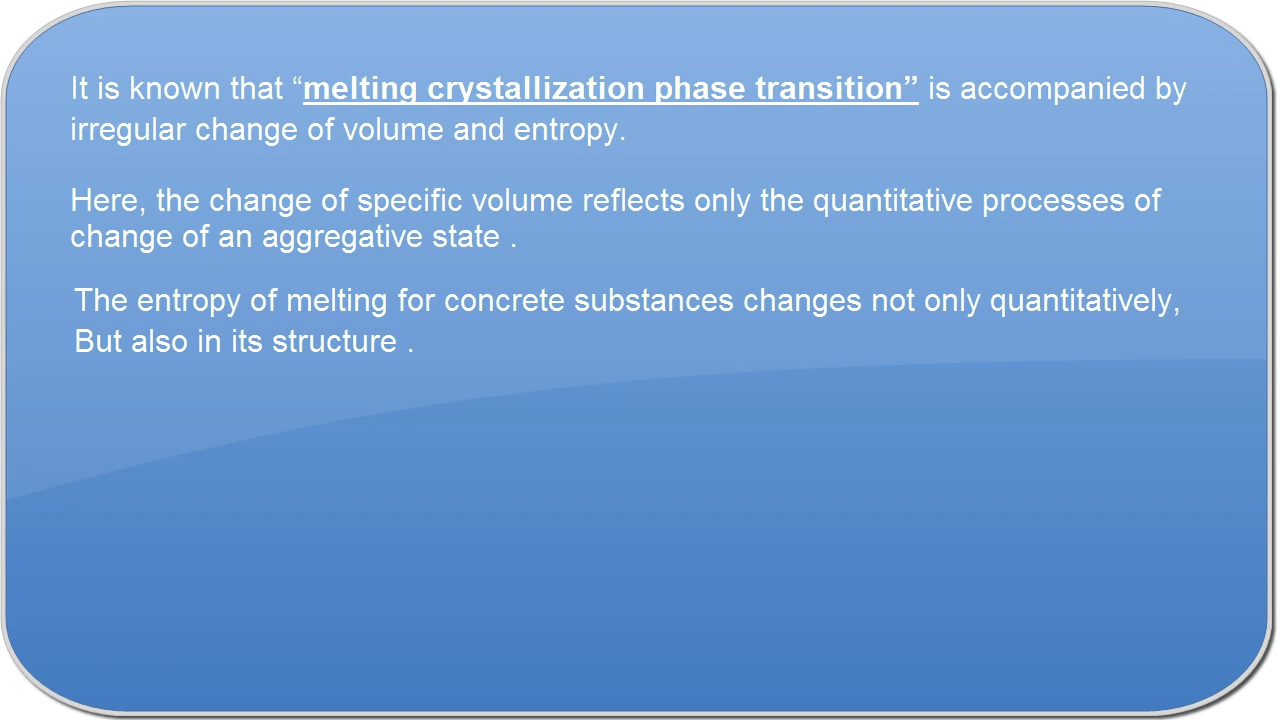 It is known that “melting crystallization phase transition” is accompanied by
irregular change of volume and entropy.
Here, the change of specific volume reflects only the quantitative processes of
change of an aggregative state .
The entropy of melting for concrete substances changes not only quantitatively,
But also in its structure .